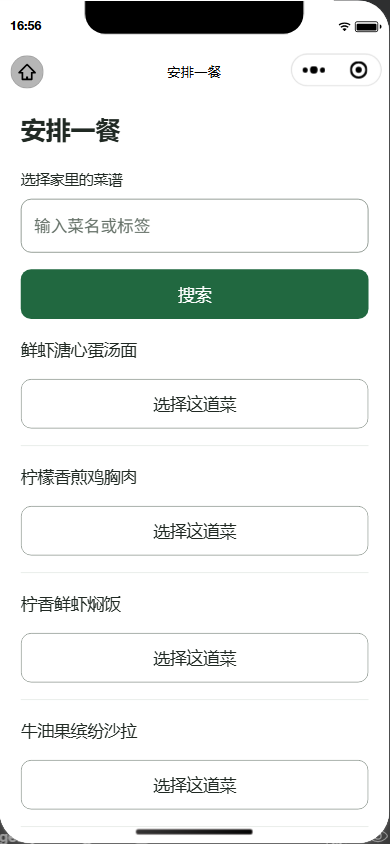 16:56
安排一餐
安排一餐
选择家里的菜谱
输入菜名或标签
搜索
鲜虾溏心蛋汤面
选择这道菜
柠檬香煎鸡胸肉
选择这道菜
柠香鲜虾焖饭
选择这道菜
牛油果缤纷沙拉
选择这道菜